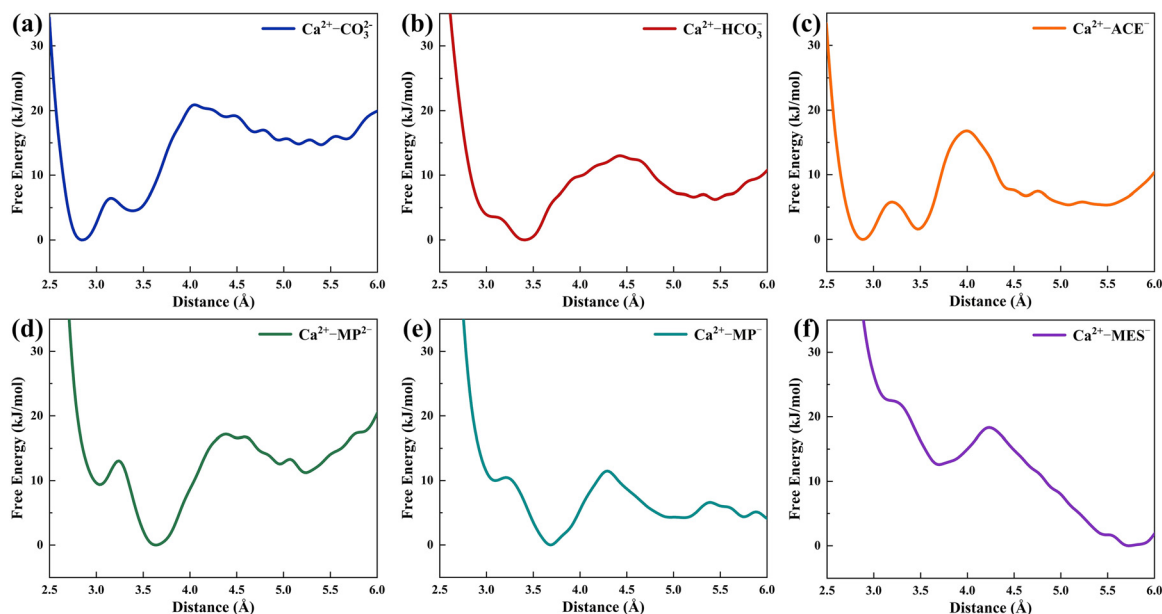 (a)
Ca²⁺–CO₃²⁻
Free Energy (kJ/mol)
30
20
10
0
2.5 3.0 3.5 4.0 4.5 5.0 5.5 6.0
Distance (Å)
(b)
Ca²⁺–HCO₃⁻
Free Energy (kJ/mol)
30
20
10
0
2.5 3.0 3.5 4.0 4.5 5.0 5.5 6.0
Distance (Å)
(c)
Ca²⁺–ACE⁻
Free Energy (kJ/mol)
30
20
10
0
2.5 3.0 3.5 4.0 4.5 5.0 5.5 6.0
Distance (Å)
(d)
Ca²⁺–MP²⁻
Free Energy (kJ/mol)
30
20
10
0
2.5 3.0 3.5 4.0 4.5 5.0 5.5 6.0
Distance (Å)
(e)
Ca²⁺–MP⁻
Free Energy (kJ/mol)
30
20
10
0
2.5 3.0 3.5 4.0 4.5 5.0 5.5 6.0
Distance (Å)
(f)
Ca²⁺–MES⁻
Free Energy (kJ/mol)
30
20
10
0
2.5 3.0 3.5 4.0 4.5 5.0 5.5 6.0
Distance (Å)